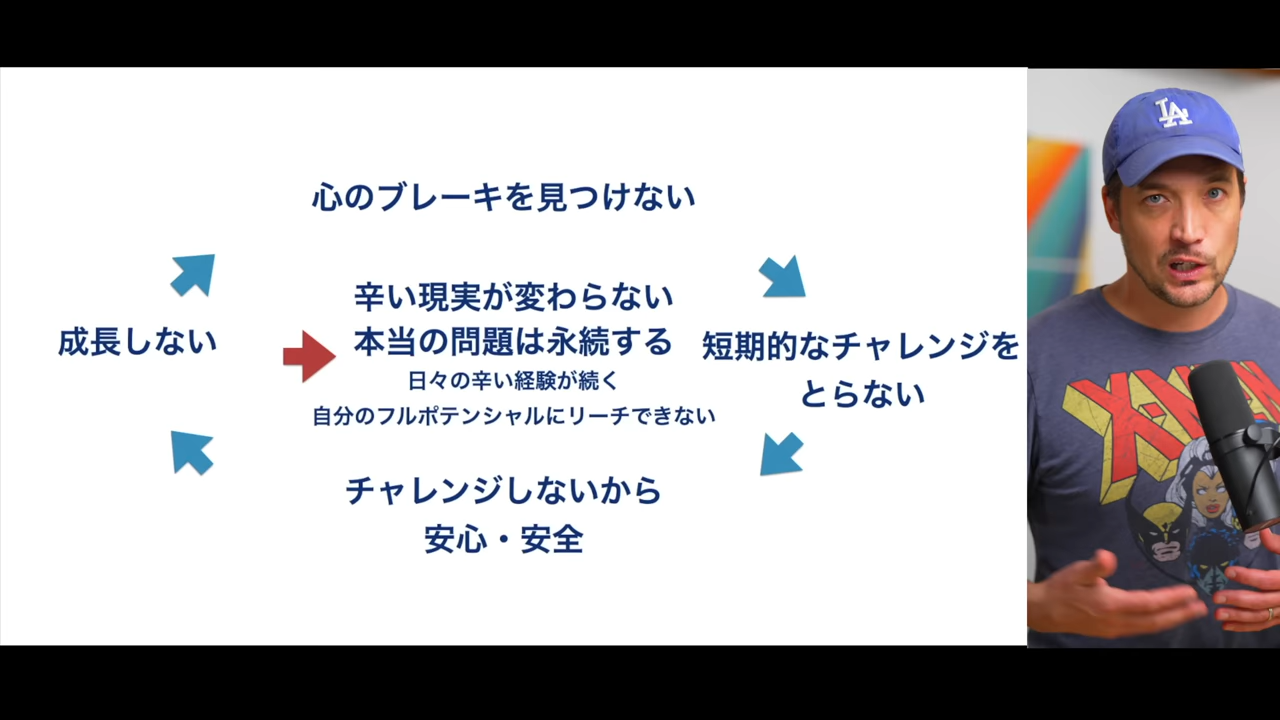 心のブレーキを見つけない
辛い現実が変わらない
本当の問題は永続する
日々の辛い経験が続く
自分のフルポテンシャルにリーチできない
成長しない
短期的なチャレンジを
とらない
チャレンジしないから
安心・安全
LA
X-MEN